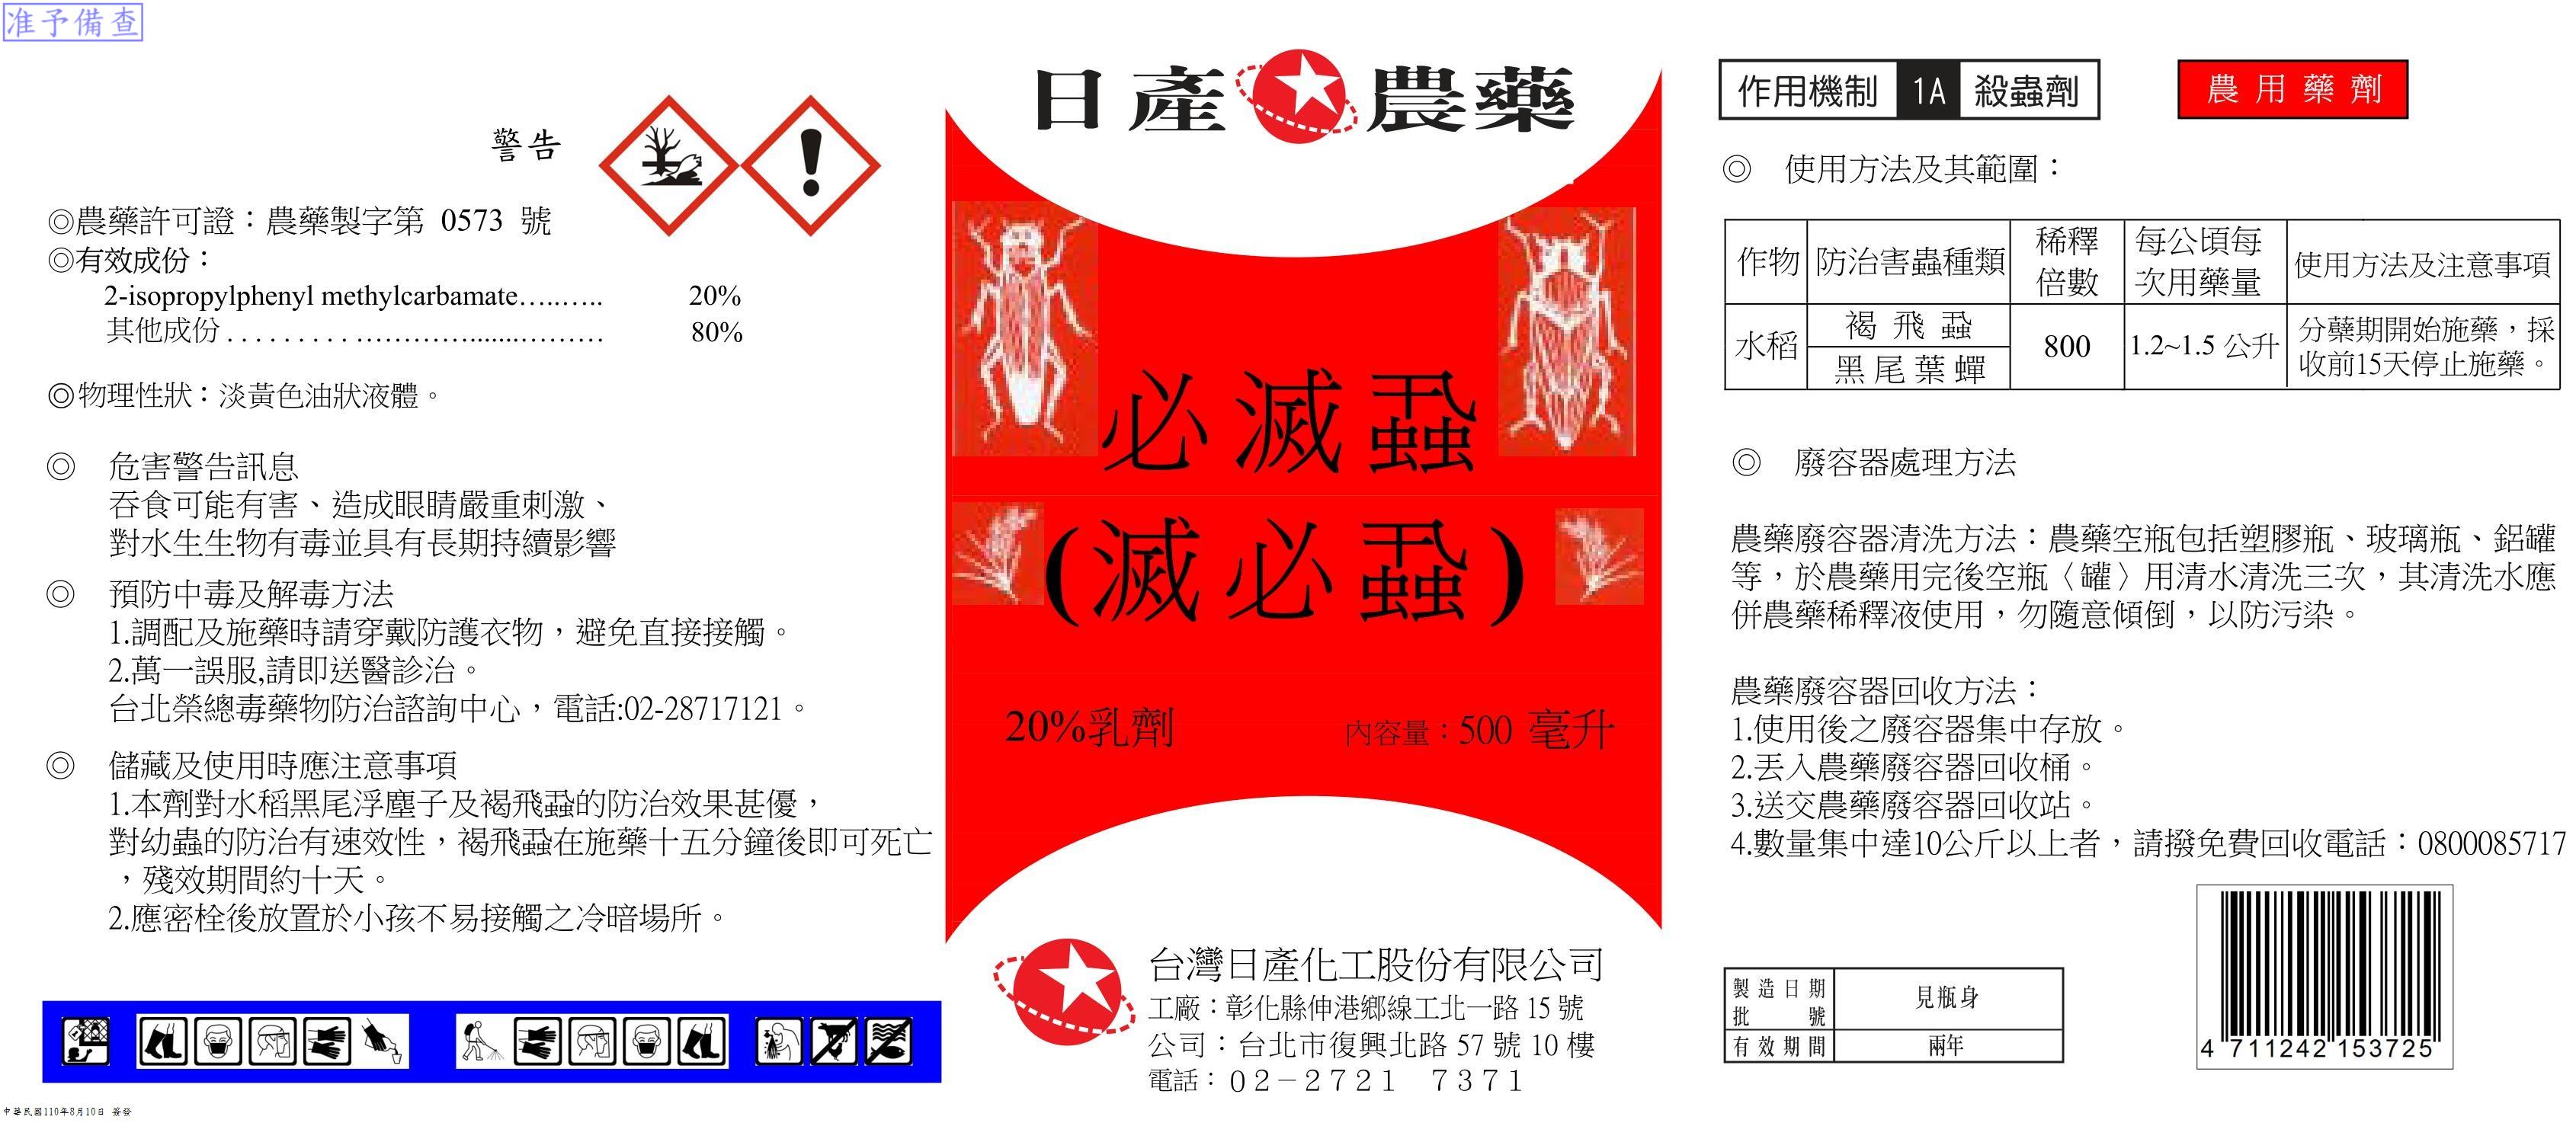 准予備查
警告
◎農藥許可證：農藥製字第 0573 號
◎有效成份：
2-isopropylphenyl methylcarbamate…..….. 20%
其他成份 . . . . . . . . . ………….......……… 80%
◎物理性狀：淡黃色油狀液體。
◎ 危害警告訊息
吞食可能有害、造成眼睛嚴重刺激、
對水生生物有毒並具有長期持續影響
◎ 預防中毒及解毒方法
1.調配及施藥時請穿戴防護衣物，避免直接接觸。
2.萬一誤服,請即送醫診治。
台北榮總毒藥物防治諮詢中心，電話:02-28717121。
◎ 儲藏及使用時應注意事項
1.本劑對水稻黑尾浮塵子及褐飛蝨的防治效果甚優，
對幼蟲的防治有速效性，褐飛蝨在施藥十五分鐘後即可死亡
，殘效期間約十天。
2.應密栓後放置於小孩不易接觸之冷暗場所。
中華民國110年8月10日 簽發
日產農藥
必滅蝨
(滅必蝨)
20%乳劑 內容量：500 毫升
台灣日產化工股份有限公司
工廠：彰化縣伸港鄉線工北一路 15 號
公司：台北市復興北路 57 號 10 樓
電話：０２－２７２１ ７３７１
作用機制 1A 殺蟲劑
農用藥劑
◎ 使用方法及其範圍：
作物 防治害蟲種類 稀釋倍數 每公頃每次用藥量 使用方法及注意事項
水稻 褐飛蝨 黑尾葉蟬 800 1.2~1.5 公升 分蘗期開始施藥，採收前15天停止施藥。
◎ 廢容器處理方法
農藥廢容器清洗方法：農藥空瓶包括塑膠瓶、玻璃瓶、鋁罐
等，於農藥用完後空瓶〈罐〉用清水清洗三次，其清洗水應
併農藥稀釋液使用，勿隨意傾倒，以防污染。
農藥廢容器回收方法：
1.使用後之廢容器集中存放。
2.丟入農藥廢容器回收桶。
3.送交農藥廢容器回收站。
4.數量集中達10公斤以上者，請撥免費回收電話：0800085717
製造日期
批號 見瓶身
有效期間 兩年
4 711242 153725